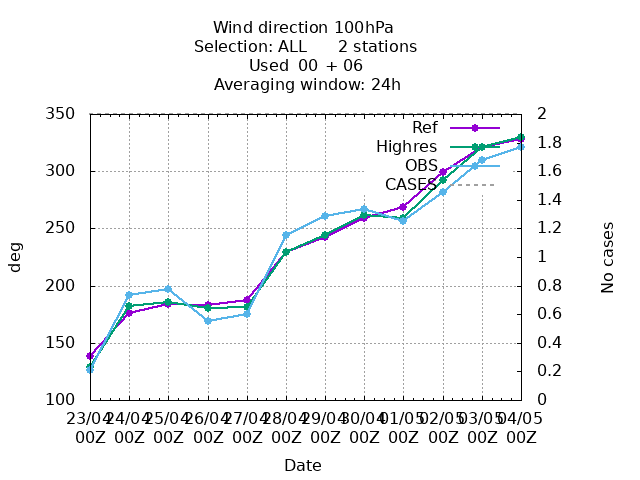 Wind direction 100hPa
Selection: ALL 2 stations
Used 00 + 06
Averaging window: 24h
350 2
Ref 1.8
Highres
300 OBS 1.6
CASES
1.4
250 1.2
deg 1 No cases
200 0.8
0.6
150 0.4
0.2
100 0
23/04 24/04 25/04 26/04 27/04 28/04 29/04 30/04 01/05 02/05 03/05 04/05
00Z 00Z 00Z 00Z 00Z 00Z 00Z 00Z 00Z 00Z 00Z 00Z
Date